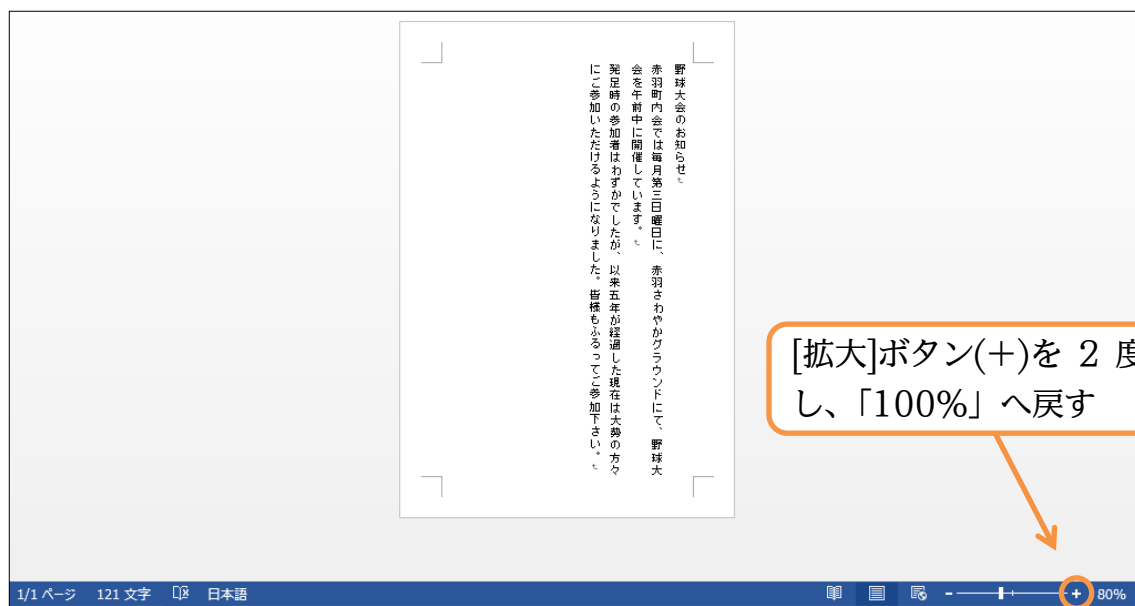 野球大会のお知らせ
赤羽町内会では毎月第三日曜日に、赤羽さわやかグラウンドにて、野球大
会を午前中に開催しています。
発足時の参加者はわずかでしたが、以来五年が経過した現在は大勢の方々
にご参加いただけるようになりました。皆様もふるってご参加下さい。
[拡大]ボタン(+)を 2 度
し、「100%」へ戻す
1/1 ページ 121 文字 日本語 - + 80%